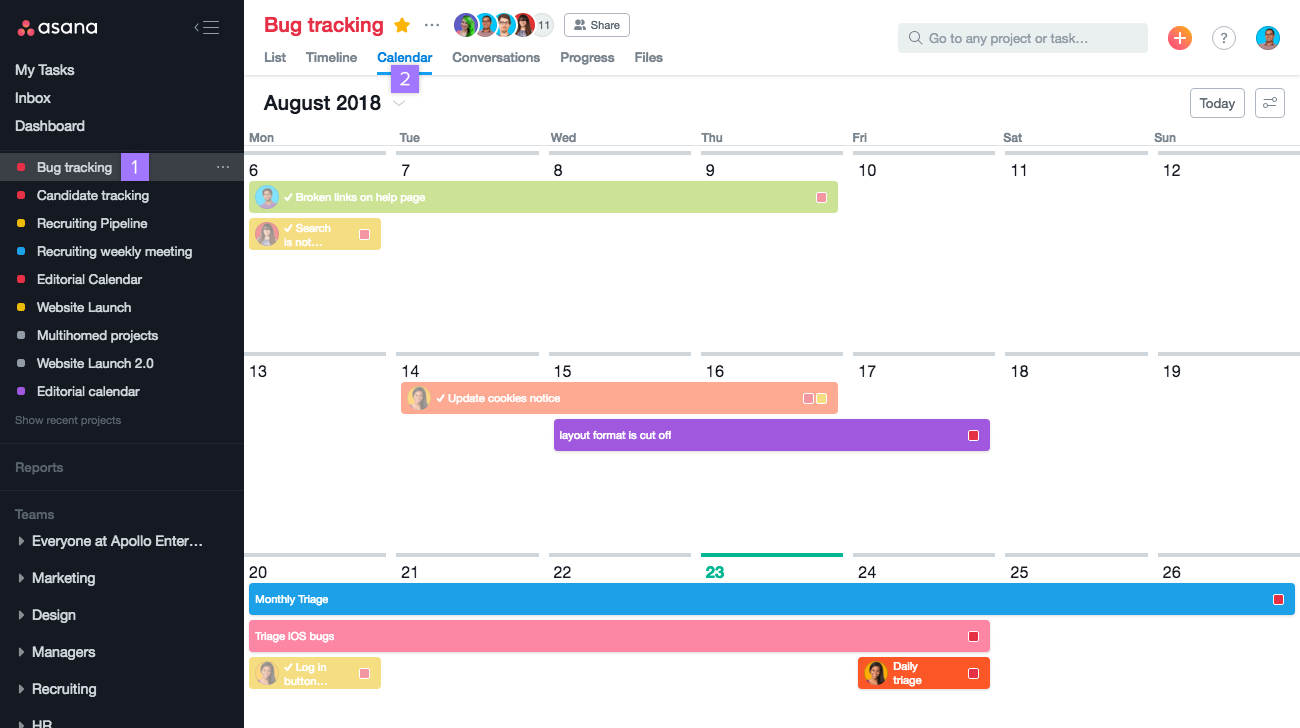 asana
My Tasks
Inbox
Dashboard
Bug tracking 1 ...
Candidate tracking
Recruiting Pipeline
Recruiting weekly meeting
Editorial Calendar
Website Launch
Multihomed projects
Website Launch 2.0
Editorial calendar
Show recent projects
Reports
Teams
Everyone at Apollo Enter...
Marketing
Design
Managers
Recruiting
HR
Bug tracking ... 11 Share
List Timeline Calendar Conversations Progress Files
2
Go to any project or task...
?
August 2018
Today
Mon Tue Wed Thu Fri Sat Sun
6 7 8 9 10 11 12
✓ Broken links on help page
✓ Search
is not...
13 14 15 16 17 18 19
✓ Update cookies notice
layout format is cut off
20 21 22 23 24 25 26
Monthly Triage
Triage iOS bugs
✓ Log in
button...
Daily
triage